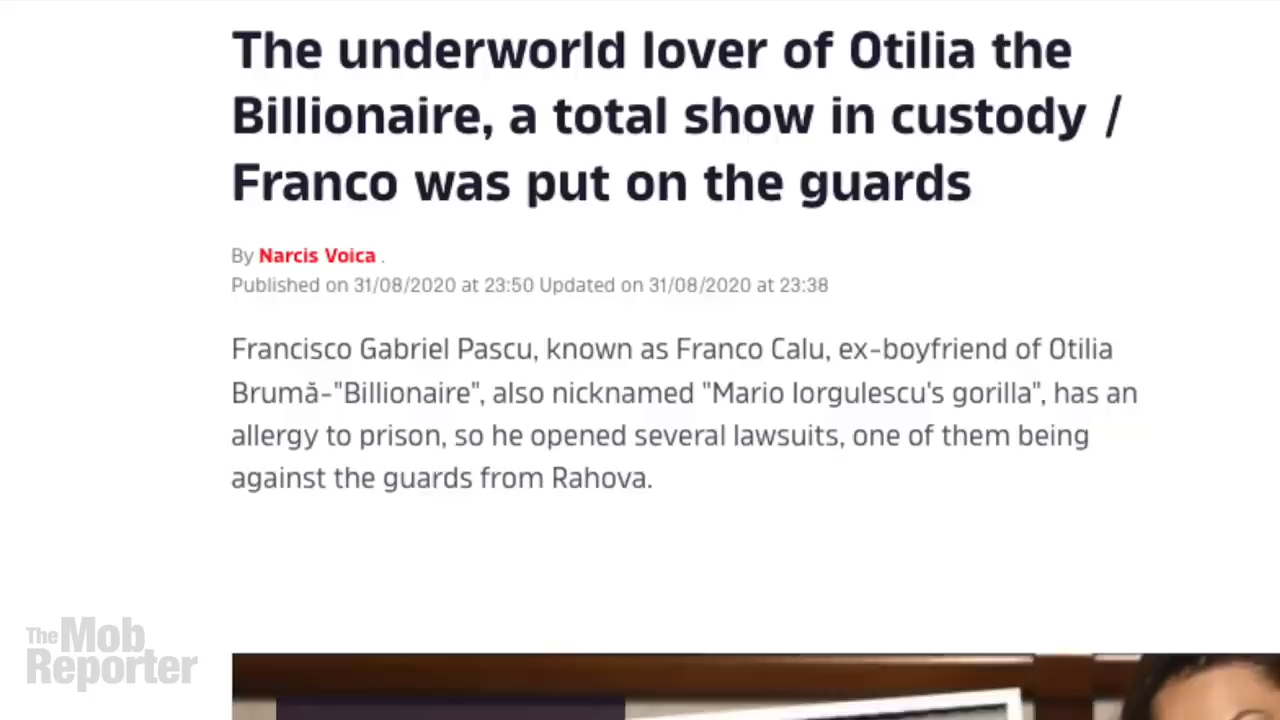 The underworld lover of Otilia the
Billionaire, a total show in custody /
Franco was put on the guards
By Narcis Voica .
Published on 31/08/2020 at 23:50 Updated on 31/08/2020 at 23:38
Francisco Gabriel Pascu, known as Franco Calu, ex-boyfriend of Otilia
Brumă-"Billionaire", also nicknamed "Mario Iorgulescu's gorilla", has an
allergy to prison, so he opened several lawsuits, one of them being
against the guards from Rahova.
The Mob
Reporter